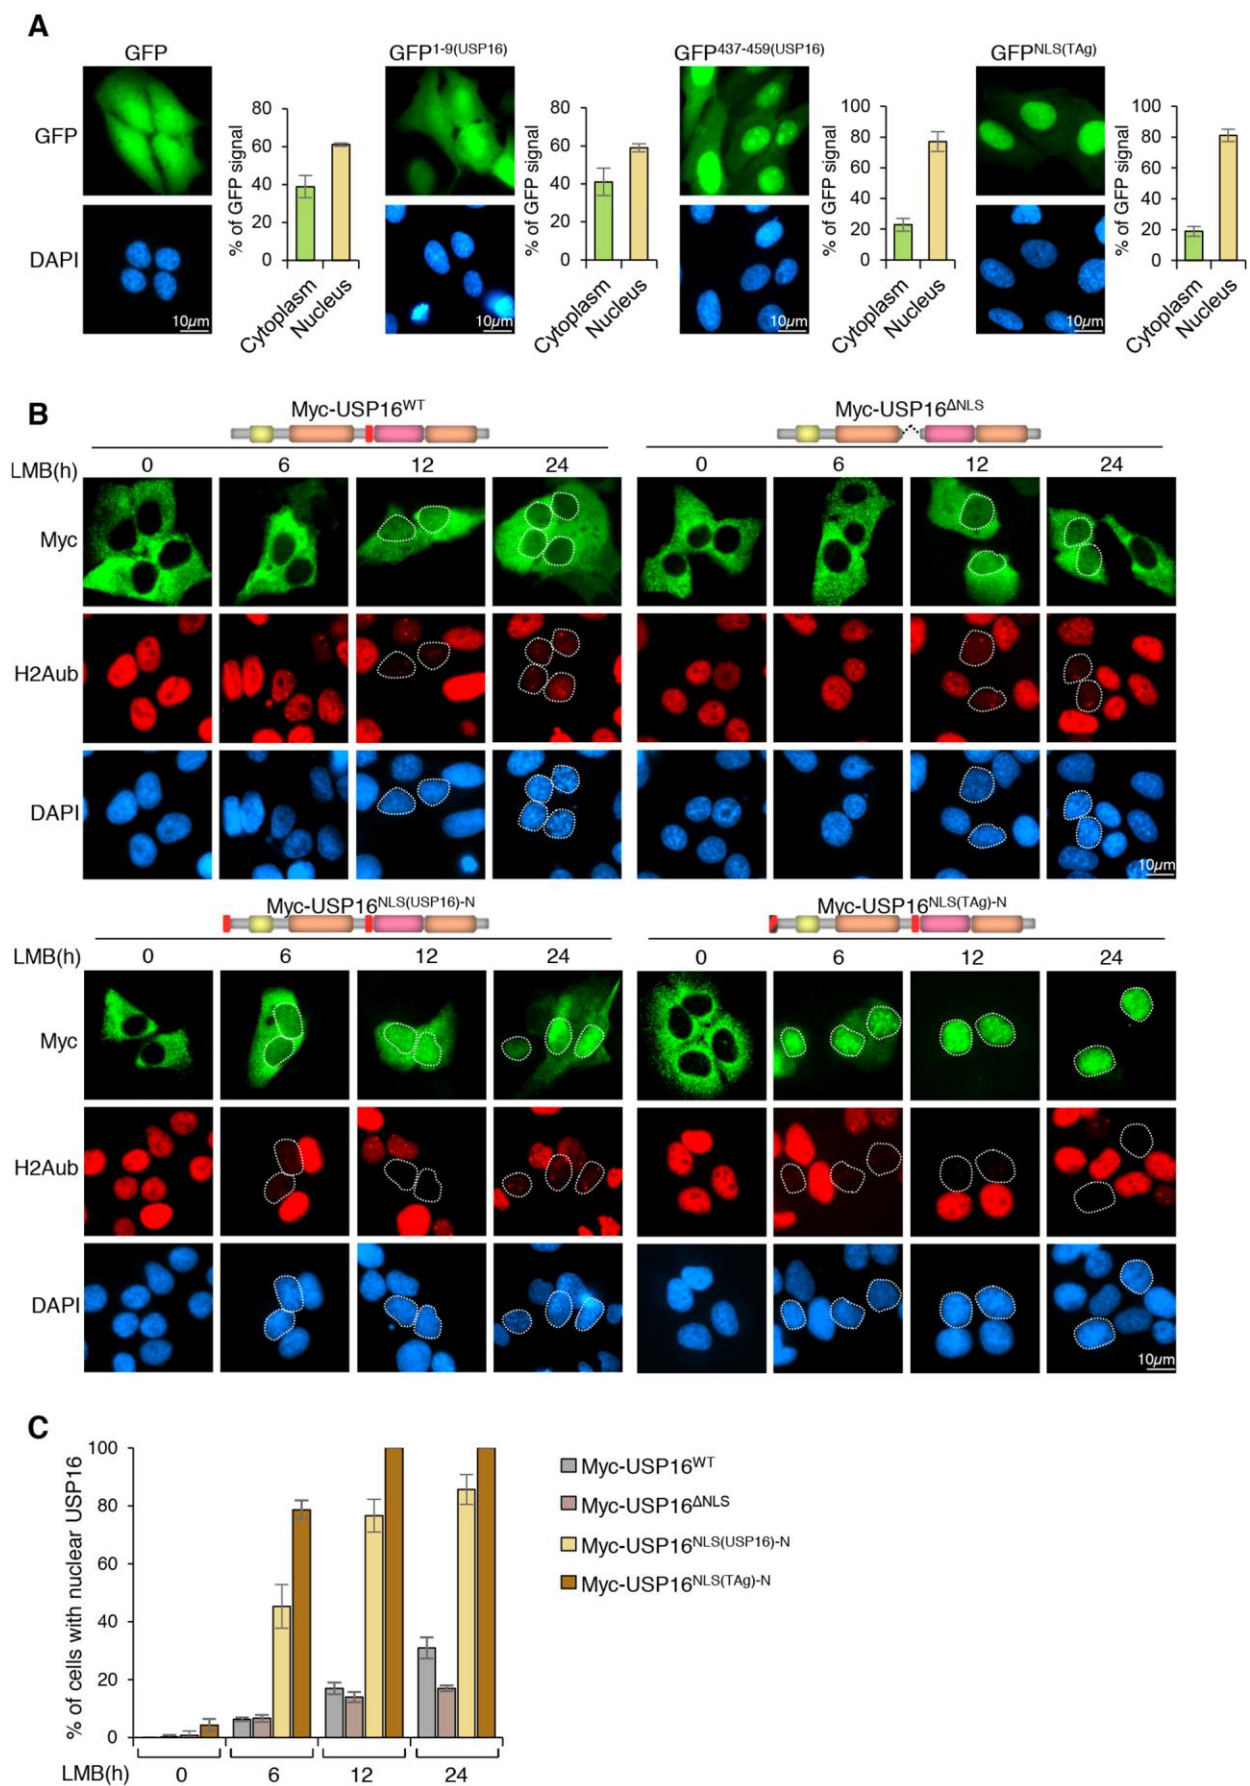 A
GFP GFP1-9(USP16) GFP437-459(USP16) GFPNLS(TAg)
GFP
DAPI
10µm 10µm 10µm 10µm
% of GFP signal
80
60
40
20
0
Cytoplasm
Nucleus
% of GFP signal
80
60
40
20
0
Cytoplasm
Nucleus
% of GFP signal
100
80
60
40
20
0
Cytoplasm
Nucleus
% of GFP signal
100
80
60
40
20
0
Cytoplasm
Nucleus
B
Myc-USP16WT Myc-USP16ΔNLS
LMB(h) 0 6 12 24 0 6 12 24
Myc
H2Aub
DAPI
10µm
Myc-USP16NLS(USP16)-N Myc-USP16NLS(TAg)-N
LMB(h) 0 6 12 24 0 6 12 24
Myc
H2Aub
DAPI
10µm
C
% of cells with nuclear USP16
100
80
60
40
20
0
LMB(h) 0 6 12 24
Myc-USP16WT
Myc-USP16ΔNLS
Myc-USP16NLS(USP16)-N
Myc-USP16NLS(TAg)-N